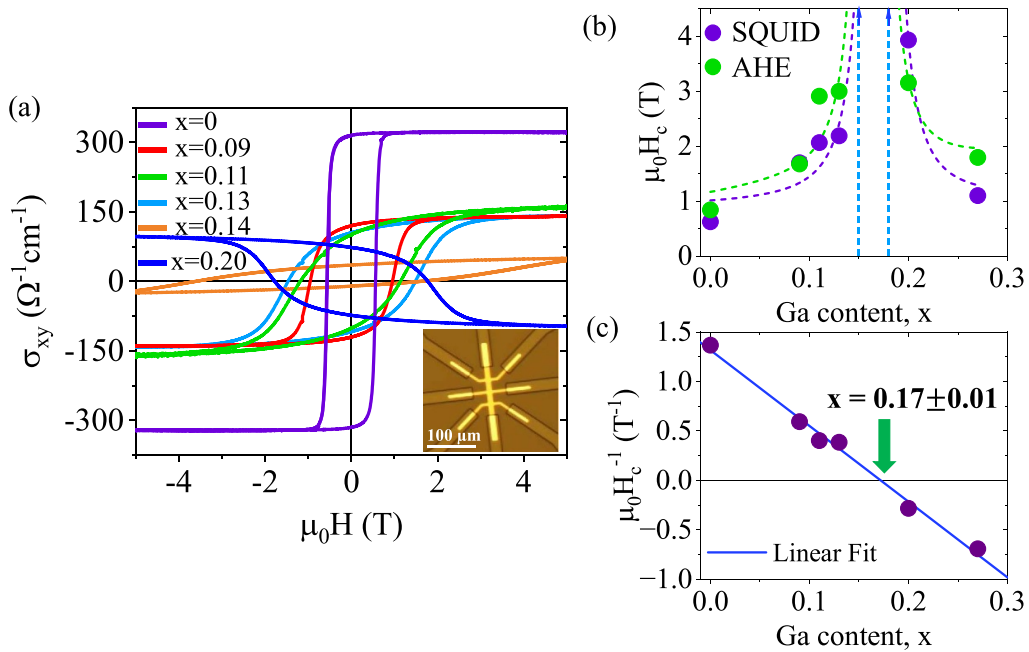 (a)
300
150
0
-150
-300
σxy (Ω⁻¹cm⁻¹)
x=0
x=0.09
x=0.11
x=0.13
x=0.14
x=0.20
100 µm
-4 -2 0 2 4
μ₀H (T)
(b)
4
3
2
1
0
μ₀Hc (T)
SQUID
AHE
0.0 0.1 0.2 0.3
Ga content, x
(c)
1.5
1.0
0.5
0.0
−0.5
−1.0
μ₀Hc⁻¹ (T⁻¹)
x = 0.17±0.01
Linear Fit
0.0 0.1 0.2 0.3
Ga content, x